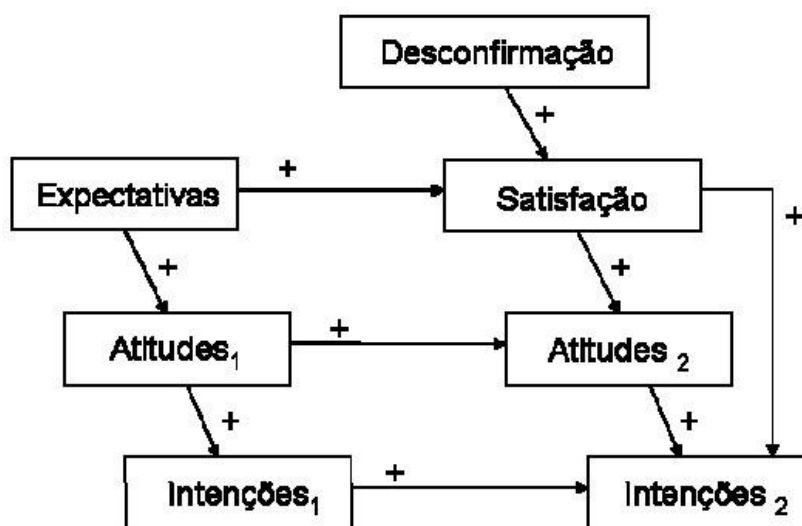 Desconfirmação
+
+
Expectativas
Satisfação
+
+
+
+
Atitudes1
Atitudes 2
+
+
+
Intenções1
Intenções 2